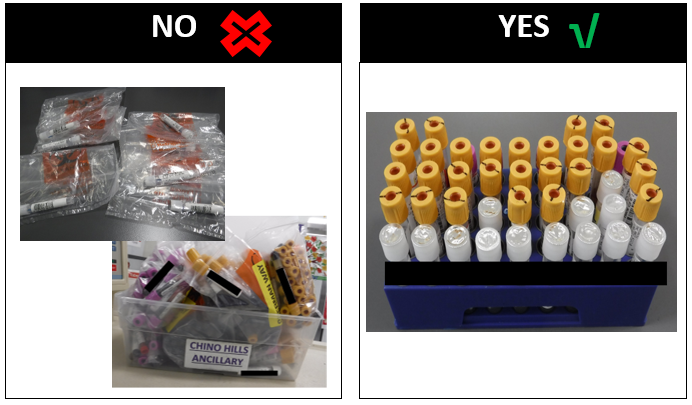 NO
YES
CHINO HILLS
ANCILLARY